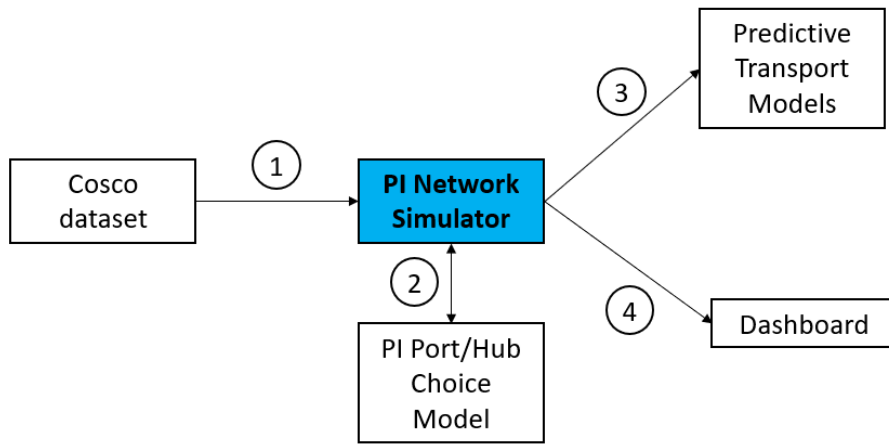 Predictive
Transport
Models
3
1
Cosco
dataset
PI Network
Simulator
2
4
Dashboard
PI Port/Hub
Choice
Model